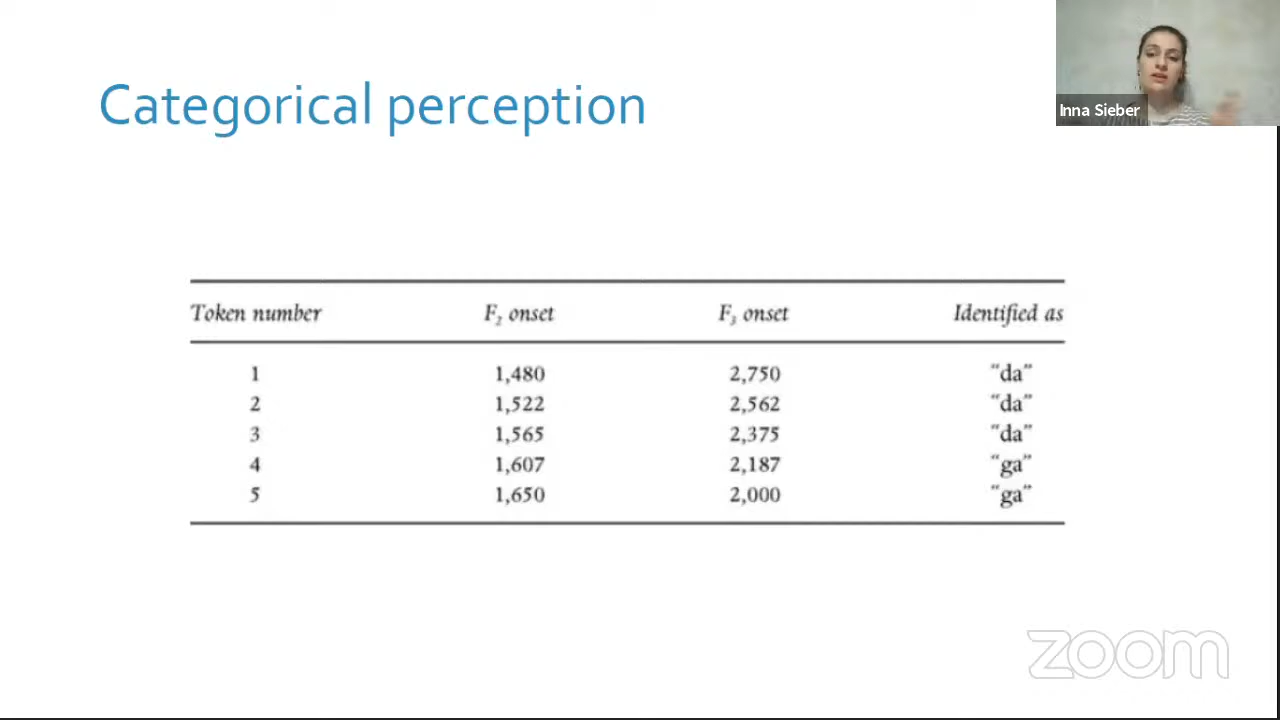 Categorical perception
Inna Sieber
Token number F2 onset F3 onset Identified as
1 1,480 2,750 "da"
2 1,522 2,562 "da"
3 1,565 2,375 "da"
4 1,607 2,187 "ga"
5 1,650 2,000 "ga"
zoom